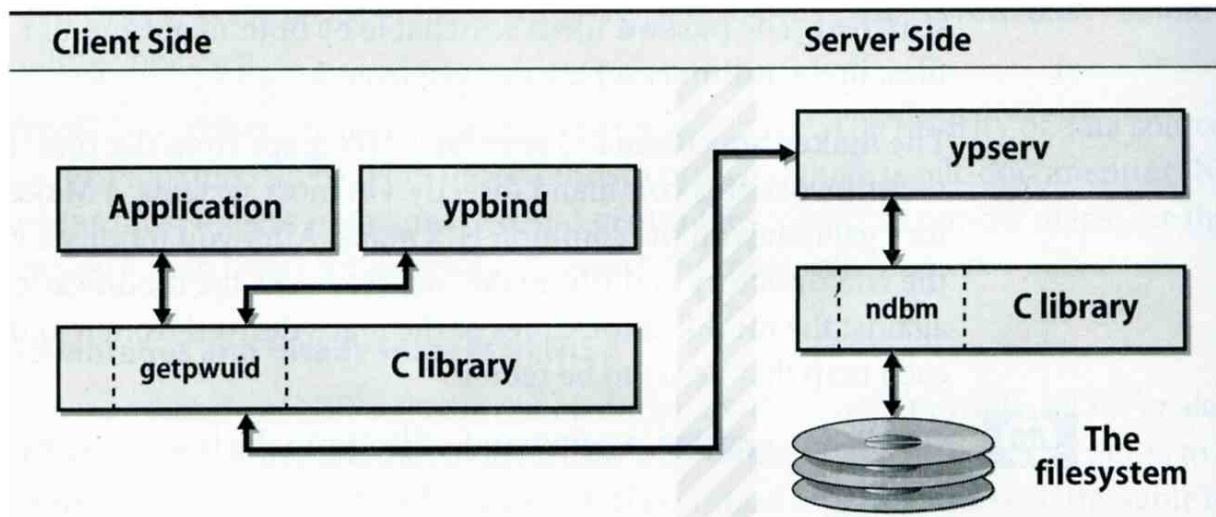 Client Side
Server Side
Application
ypbind
ypserv
getpwuid
C library
ndbm
C library
The
filesystem